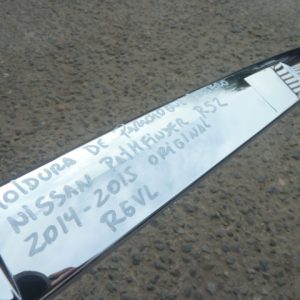 MOLDURA DE
NISSAN PATHFINDER R52
2014-2015 ORIGINAL
R6VL